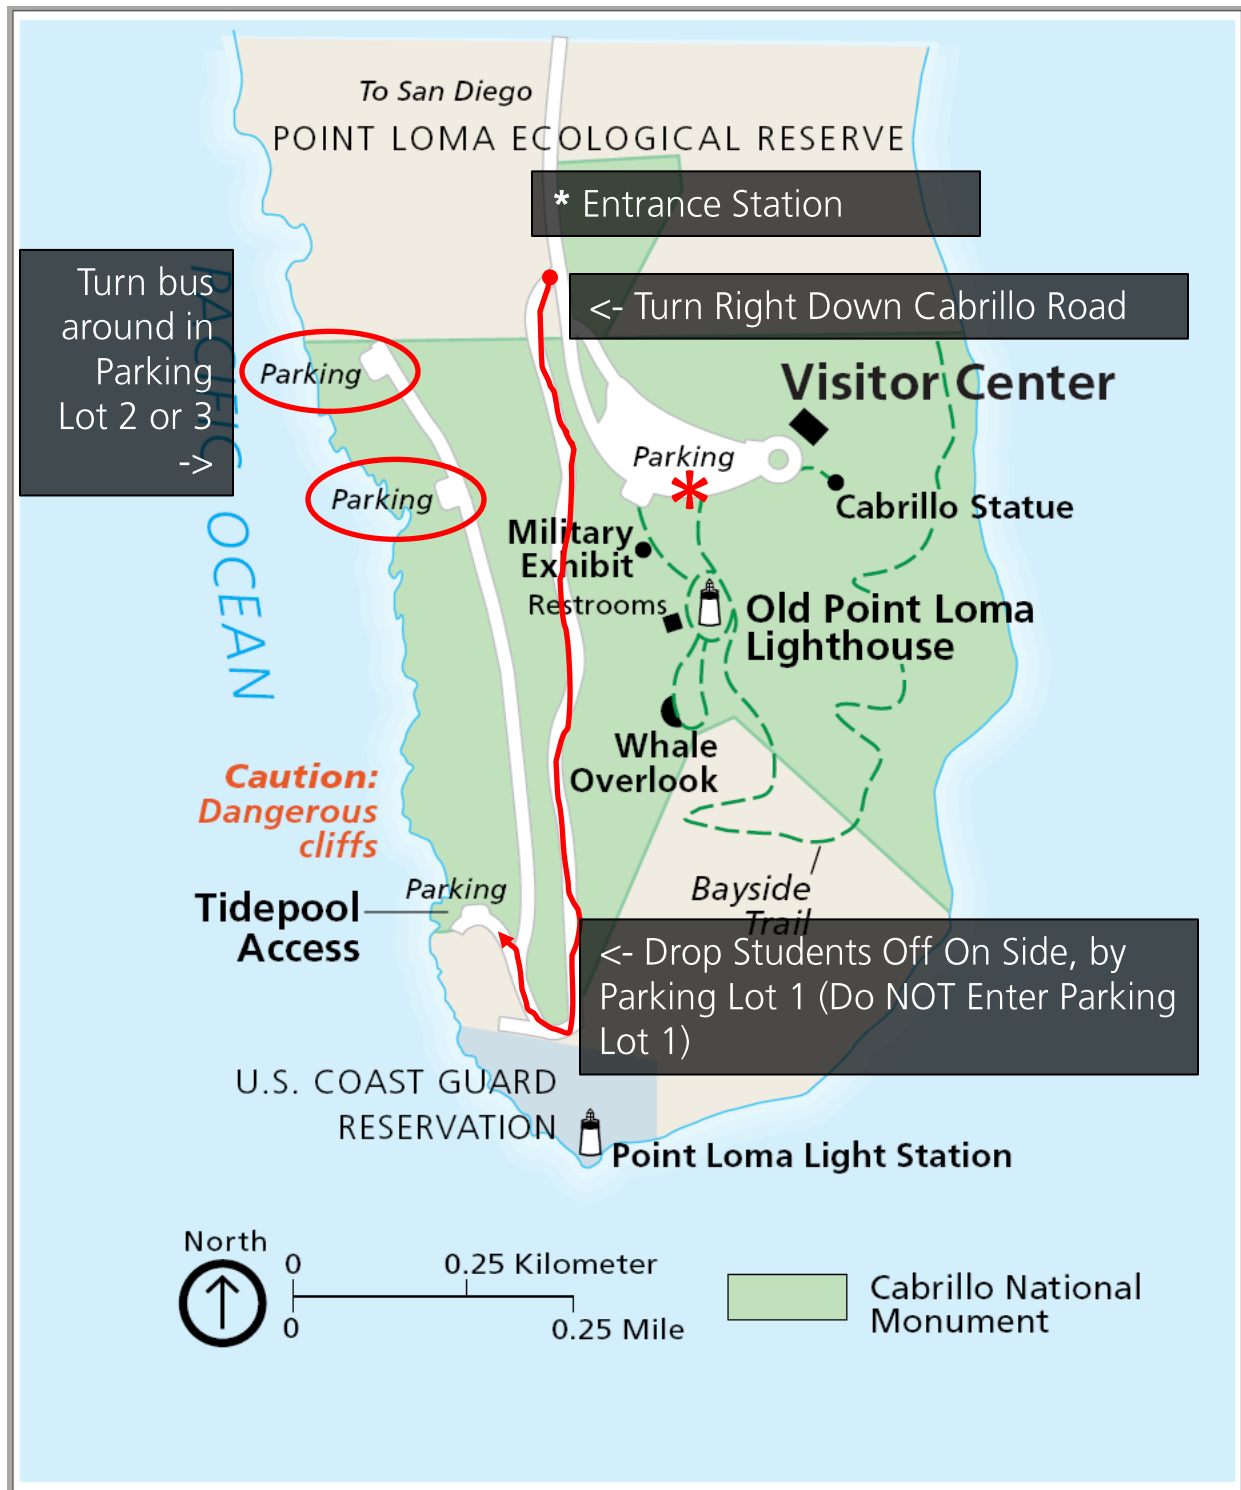 To San Diego
POINT LOMA ECOLOGICAL RESERVE
* Entrance Station
Turn bus
around in
Parking
Lot 2 or 3
->
<- Turn Right Down Cabrillo Road
PACIFIC OCEAN
Parking
Visitor Center
Parking
*
Parking
Cabrillo Statue
Military
Exhibit
Restrooms
Old Point Loma
Lighthouse
Whale
Overlook
Caution:
Dangerous
cliffs
Parking
Tidepool
Access
Bayside
Trail
<- Drop Students Off On Side, by
Parking Lot 1 (Do NOT Enter Parking
Lot 1)
U.S. COAST GUARD
RESERVATION
Point Loma Light Station
North
0
0.25 Kilometer
0
0.25 Mile
Cabrillo National
Monument